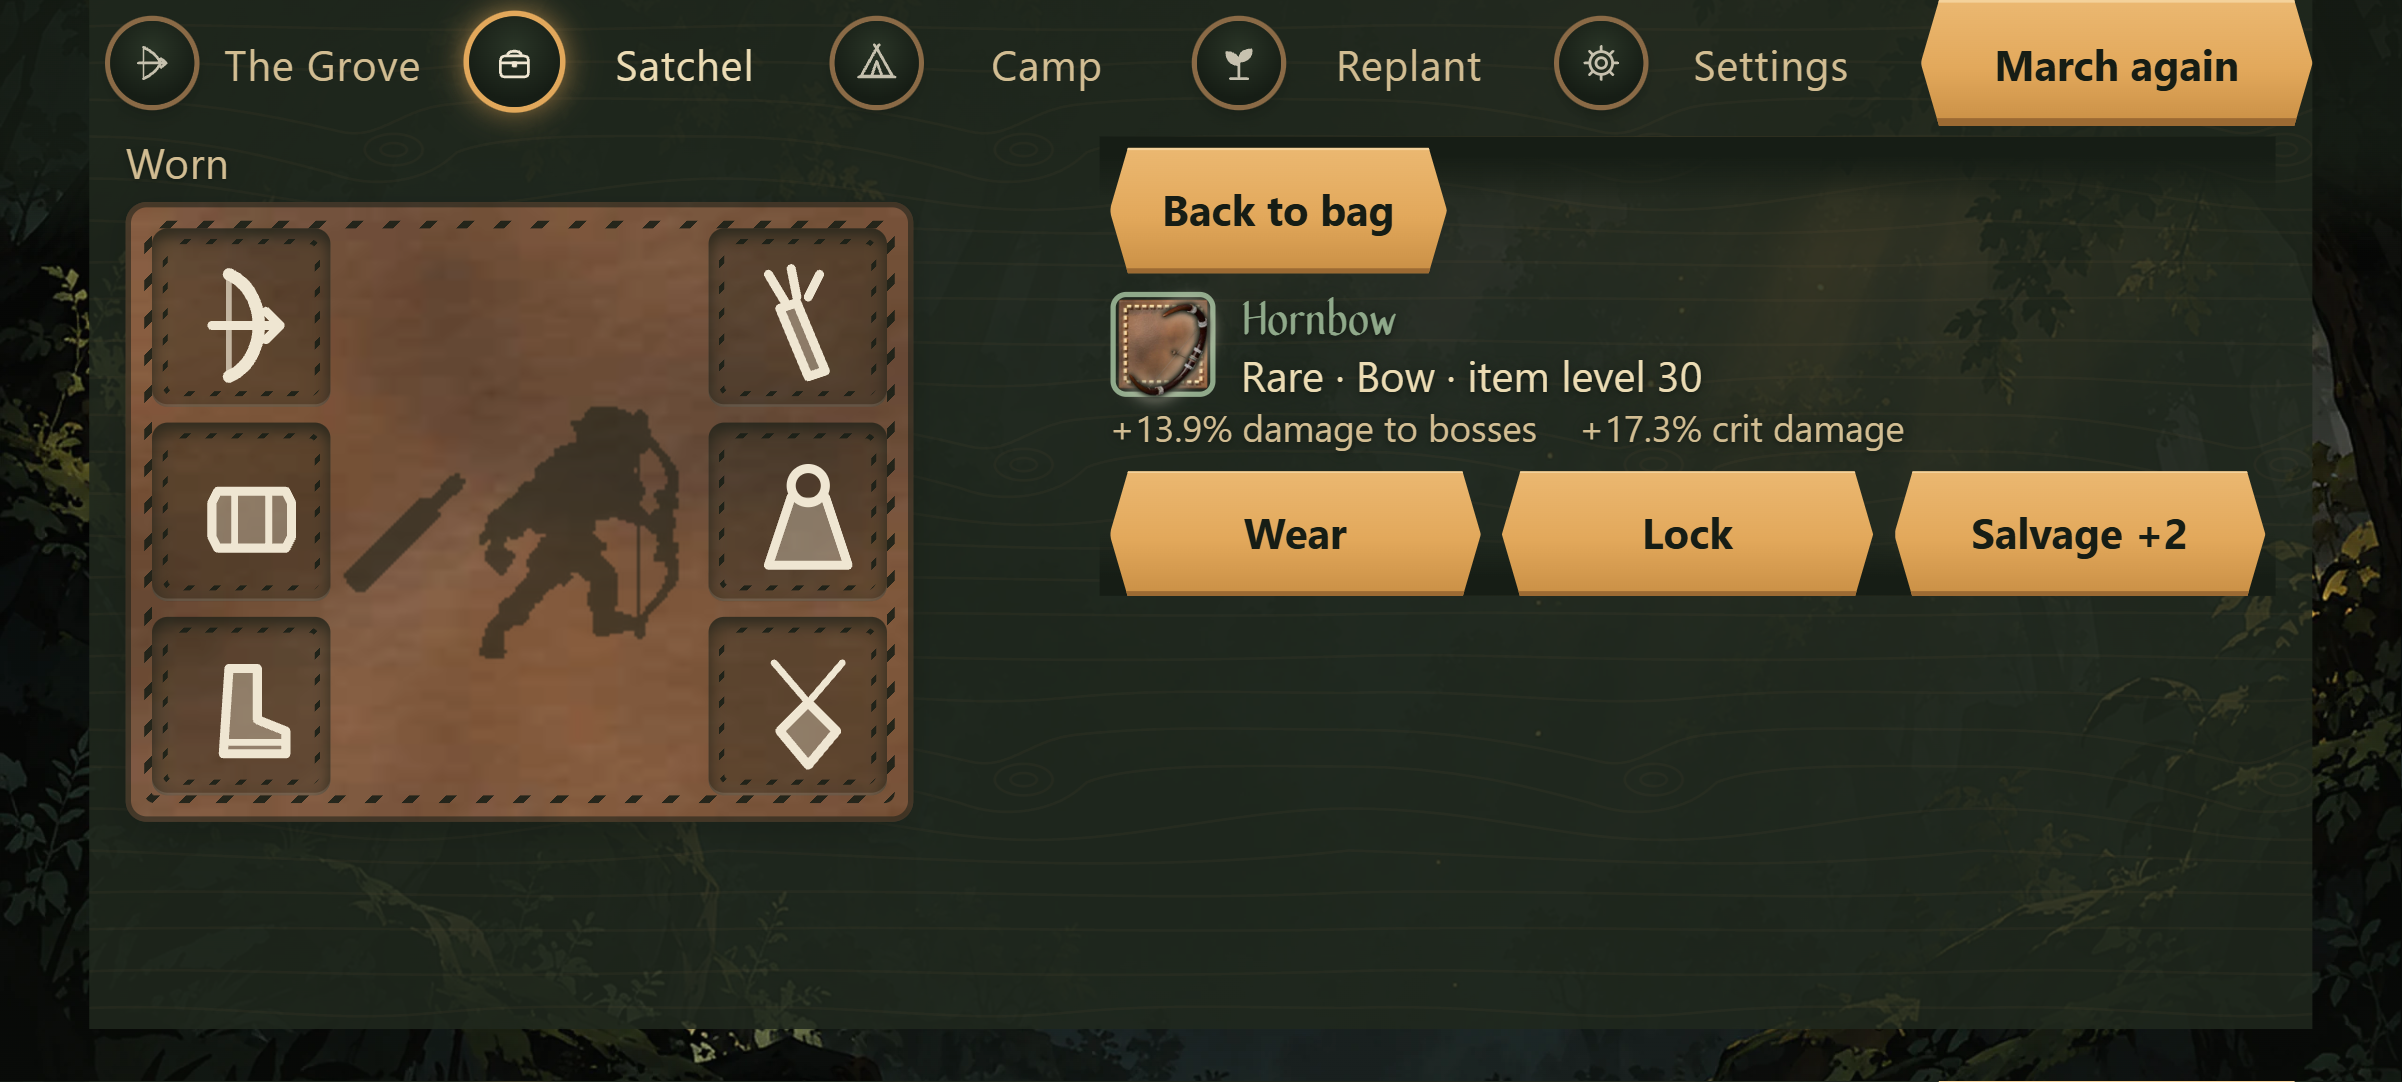 The Grove
Satchel
Camp
Replant
Settings
March again
Worn
Back to bag
Hornbow
Rare · Bow · item level 30
+13.9% damage to bosses +17.3% crit damage
Wear
Lock
Salvage +2